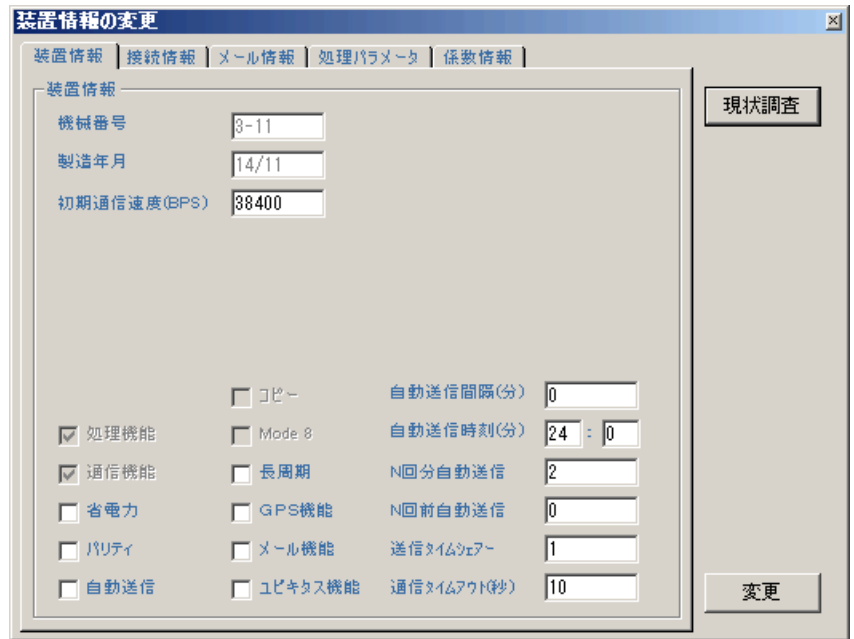 装置情報の変更
装置情報 接続情報 メール情報 処理パラメータ 係数情報
装置情報
現状調査
機械番号 3-11
製造年月 14/11
初期通信速度(BPS) 38400
コピー 自動送信間隔(分) 0
処理機能 Mode 8 自動送信時刻(分) 24 : 0
通信機能 長周期 N回分自動送信 2
省電力 GPS機能 N回前自動送信 0
パリティ メール機能 送信タイムシェアー 1
自動送信 ユビキタス機能 通信タイムアウト(秒) 10
変更